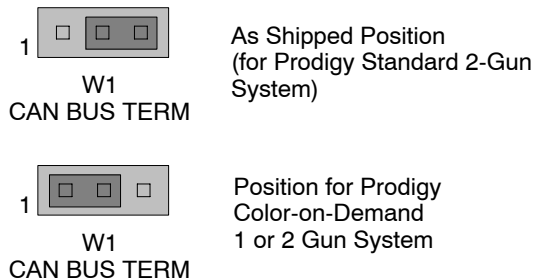 1
W1
CAN BUS TERM
As Shipped Position
(for Prodigy Standard 2-Gun
System)
1
W1
CAN BUS TERM
Position for Prodigy
Color-on-Demand
1 or 2 Gun System